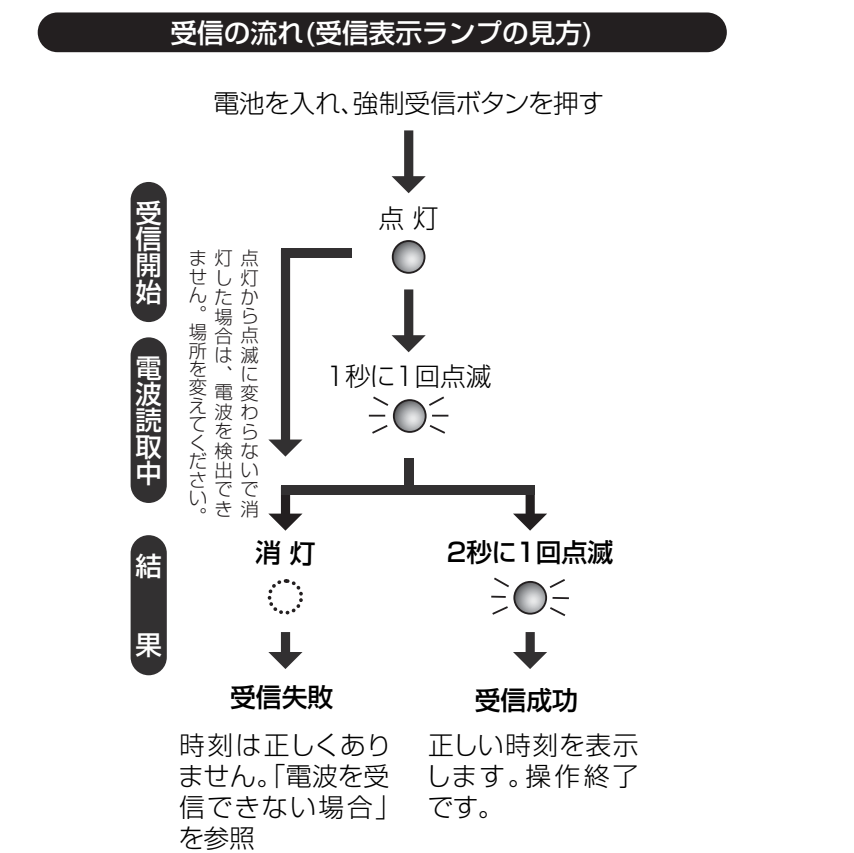 受信の流れ(受信表示ランプの見方)
電池を入れ、強制受信ボタンを押す
受信開始
点 灯
点灯から点滅に変わらないで消
灯した場合は、電波を検出でき
ません。場所を変えてください。
電波読取中
1秒に1回点滅
結果
消 灯
2秒に1回点滅
受信失敗
受信成功
時刻は正しくあり
ません。「電波を受
信できない場合」
を参照
正しい時刻を表示
します。操作終了
です。